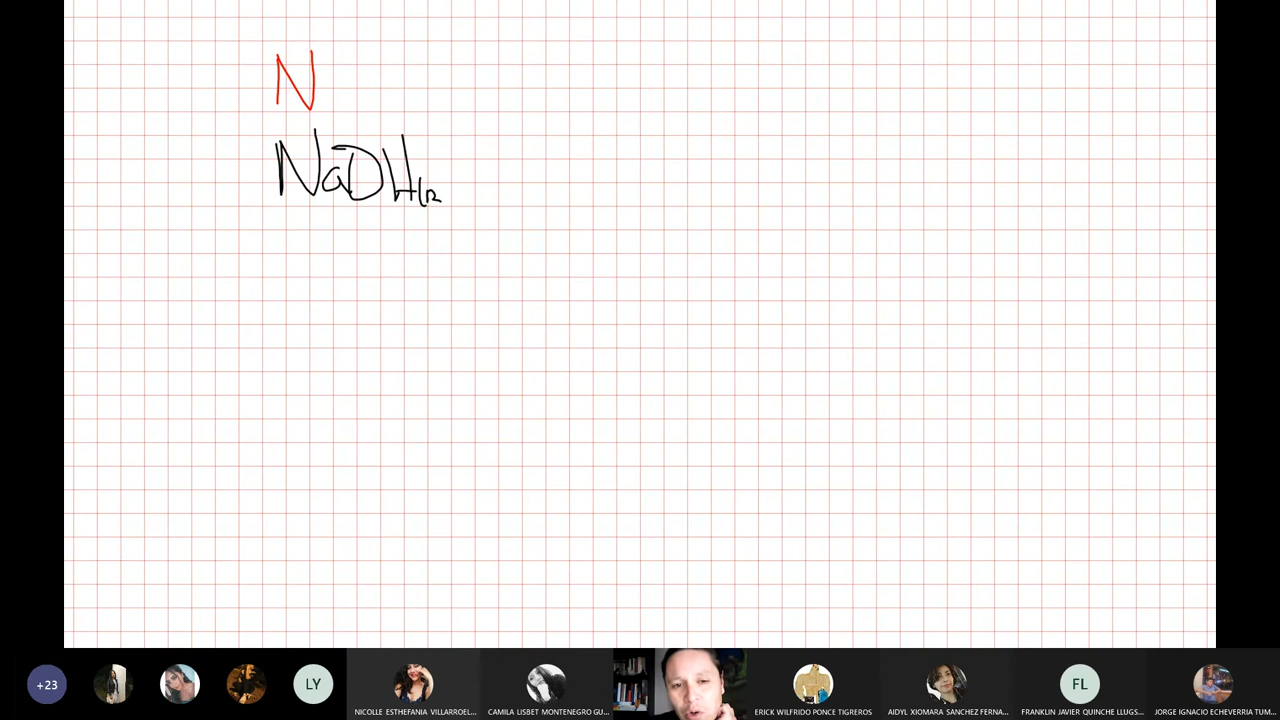 N
NaDH12
+23
LY
NICOLLE ESTHEFANIA VILLARROEL...
CAMILA LISBET MONTENEGRO GU...
ERICK WILFRIDO PONCE TIGREROS
AIDYL XIOMARA SANCHEZ FERNA...
FL
FRANKLIN JAVIER QUINCHE LLUGS...
JORGE IGNACIO ECHEVERRIA TUM...